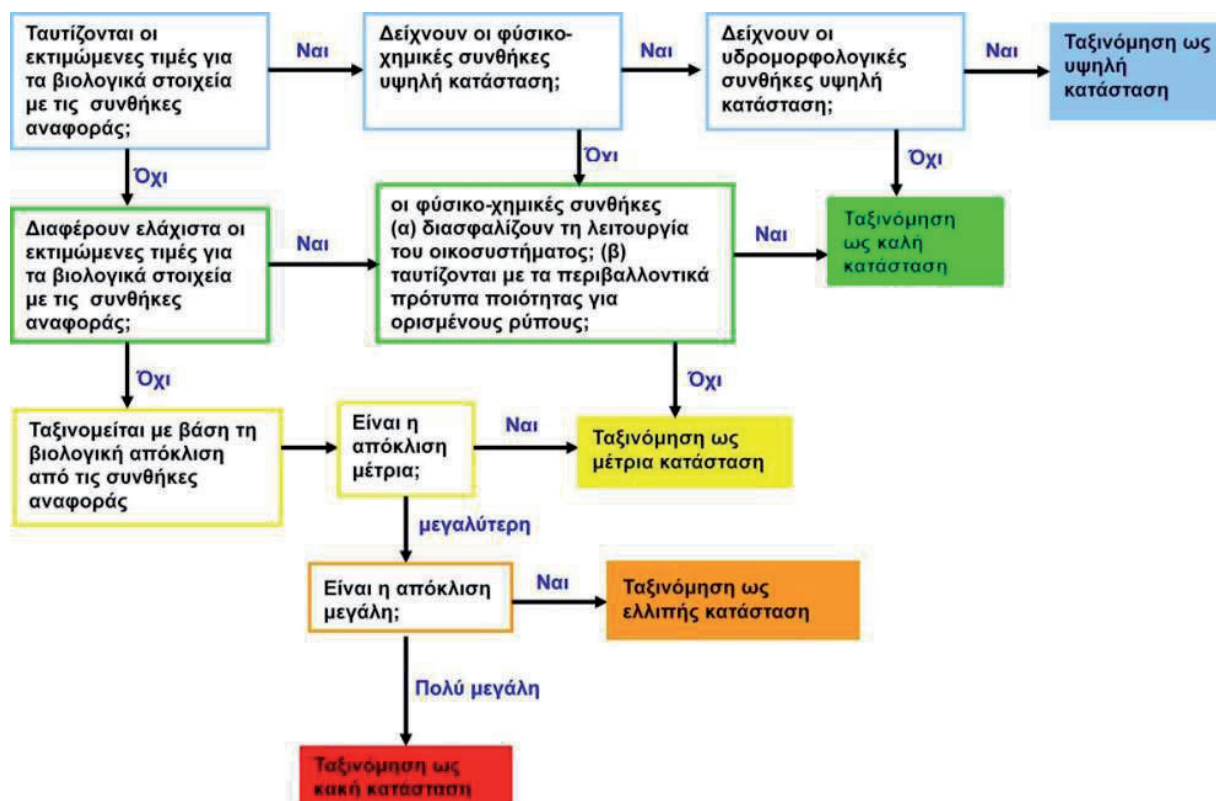 Ταυτίζονται οι
εκτιμώμενες τιμές για
τα βιολογικά στοιχεία
με τις συνθήκες
αναφοράς;
Ναι
Δείχνουν οι φύσικο-
χημικές συνθήκες
υψηλή κατάσταση;
Ναι
Δείχνουν οι
υδρομορφολογικές
συνθήκες υψηλή
κατάσταση;
Ναι
Ταξινόμηση ως
υψηλή
κατάσταση
Όχι
Όχι
Όχι
Διαφέρουν ελάχιστα οι
εκτιμώμενες τιμές για
τα βιολογικά στοιχεία
με τις συνθήκες
αναφοράς;
Ναι
οι φύσικο-χημικές συνθήκες
(α) διασφαλίζουν τη λειτουργία
του οικοσυστήματος; (β)
ταυτίζονται με τα περιβαλλοντικά
πρότυπα ποιότητας για
ορισμένους ρύπους;
Ναι
Ταξινόμηση
ως καλή
κατάσταση
Όχι
Όχι
Ταξινομείται με βάση τη
βιολογική απόκλιση
από τις συνθήκες
αναφοράς
Είναι η
απόκλιση
μέτρια;
Ναι
Ταξινόμηση ως
μέτρια κατάσταση
μεγαλύτερη
Είναι η απόκλιση
μεγάλη;
Ναι
Ταξινόμηση ως
ελλιπής κατάσταση
Πολύ μεγάλη
Ταξινόμηση ως
κακή κατάσταση